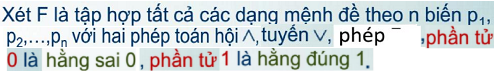 Xét F là tập hợp tất cả các dạng mệnh đề theo n biến p₁,
p₂,...,pₙ với hai phép toán hội ∧, tuyển ∨, phép ¯ ,phần tử
0 là hằng sai 0 , phần tử 1 là hằng đúng 1.